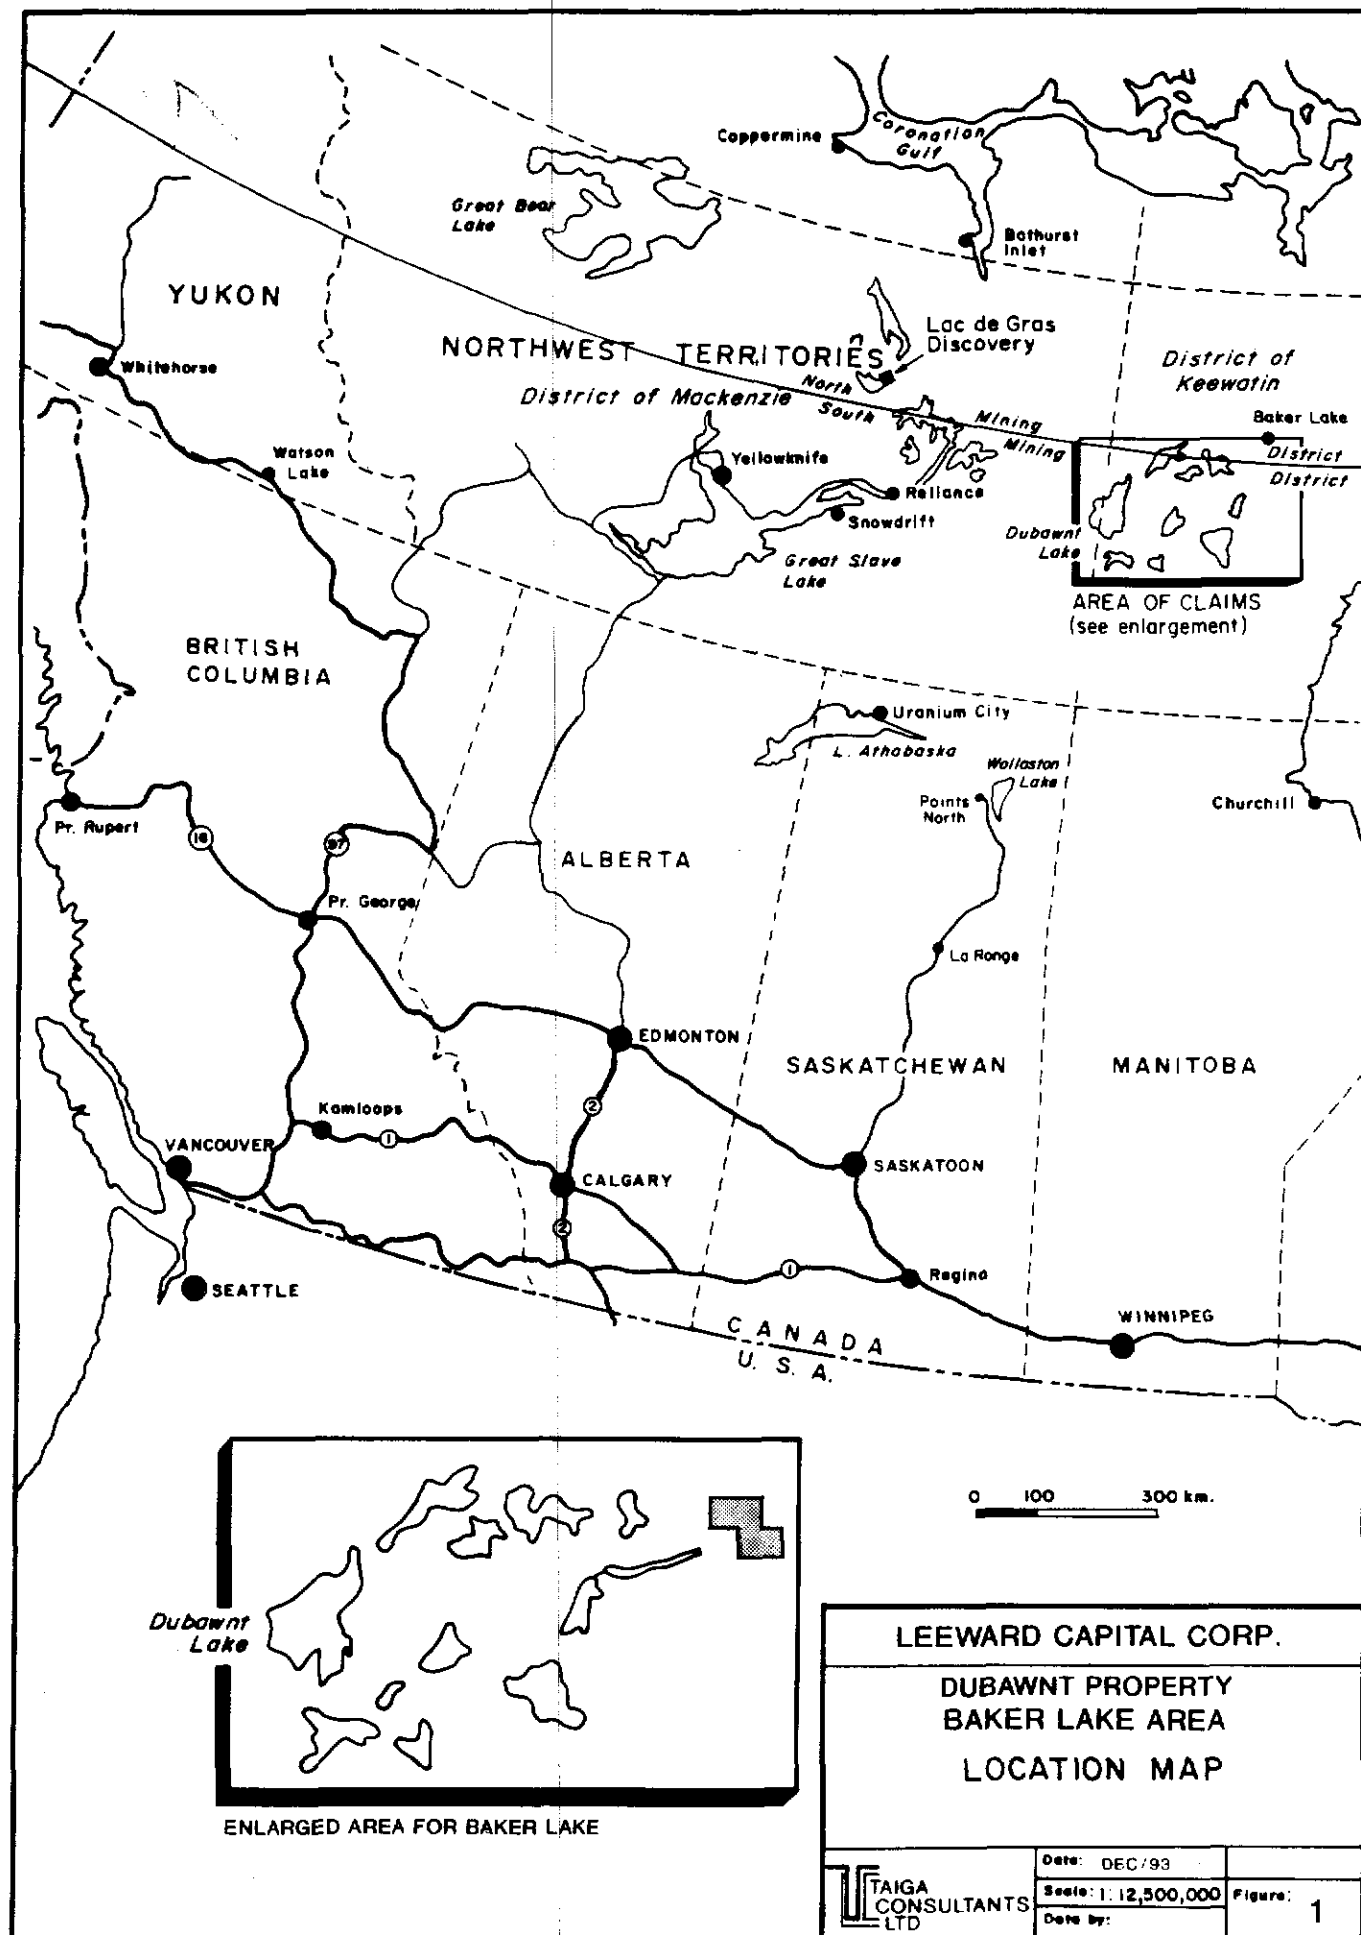 Coppermine
Coronation
Gulf
Great Bear
Lake
Bathurst
Inlet
YUKON
Lac de Gras
Discovery
NORTHWEST TERRITORIES
District of
Keewatin
Whitehorse
District of Mackenzie
North
South
Mining
Mining
Baker Lake
District
District
Watson
Lake
Yellowknife
Reliance
Snowdrift
Dubawnt
Lake
Great Slave
Lake
AREA OF CLAIMS
(see enlargement)
BRITISH
COLUMBIA
Uranium City
L. Athabaska
Wollaston
Lake
Points
North
Churchill
Pr. Rupert
16
97
ALBERTA
Pr. George
La Ronge
EDMONTON
SASKATCHEWAN
MANITOBA
Kamloops
1
2
VANCOUVER
SASKATOON
CALGARY
2
1
Regina
SEATTLE
WINNIPEG
CANADA
U. S. A.
0 100 300 km.
Dubawnt
Lake
ENLARGED AREA FOR BAKER LAKE
LEEWARD CAPITAL CORP.
DUBAWNT PROPERTY
BAKER LAKE AREA
LOCATION MAP
TAIGA
CONSULTANTS
LTD
Date: DEC/93
Scale: 1:12,500,000
Data by:
Figure: 1